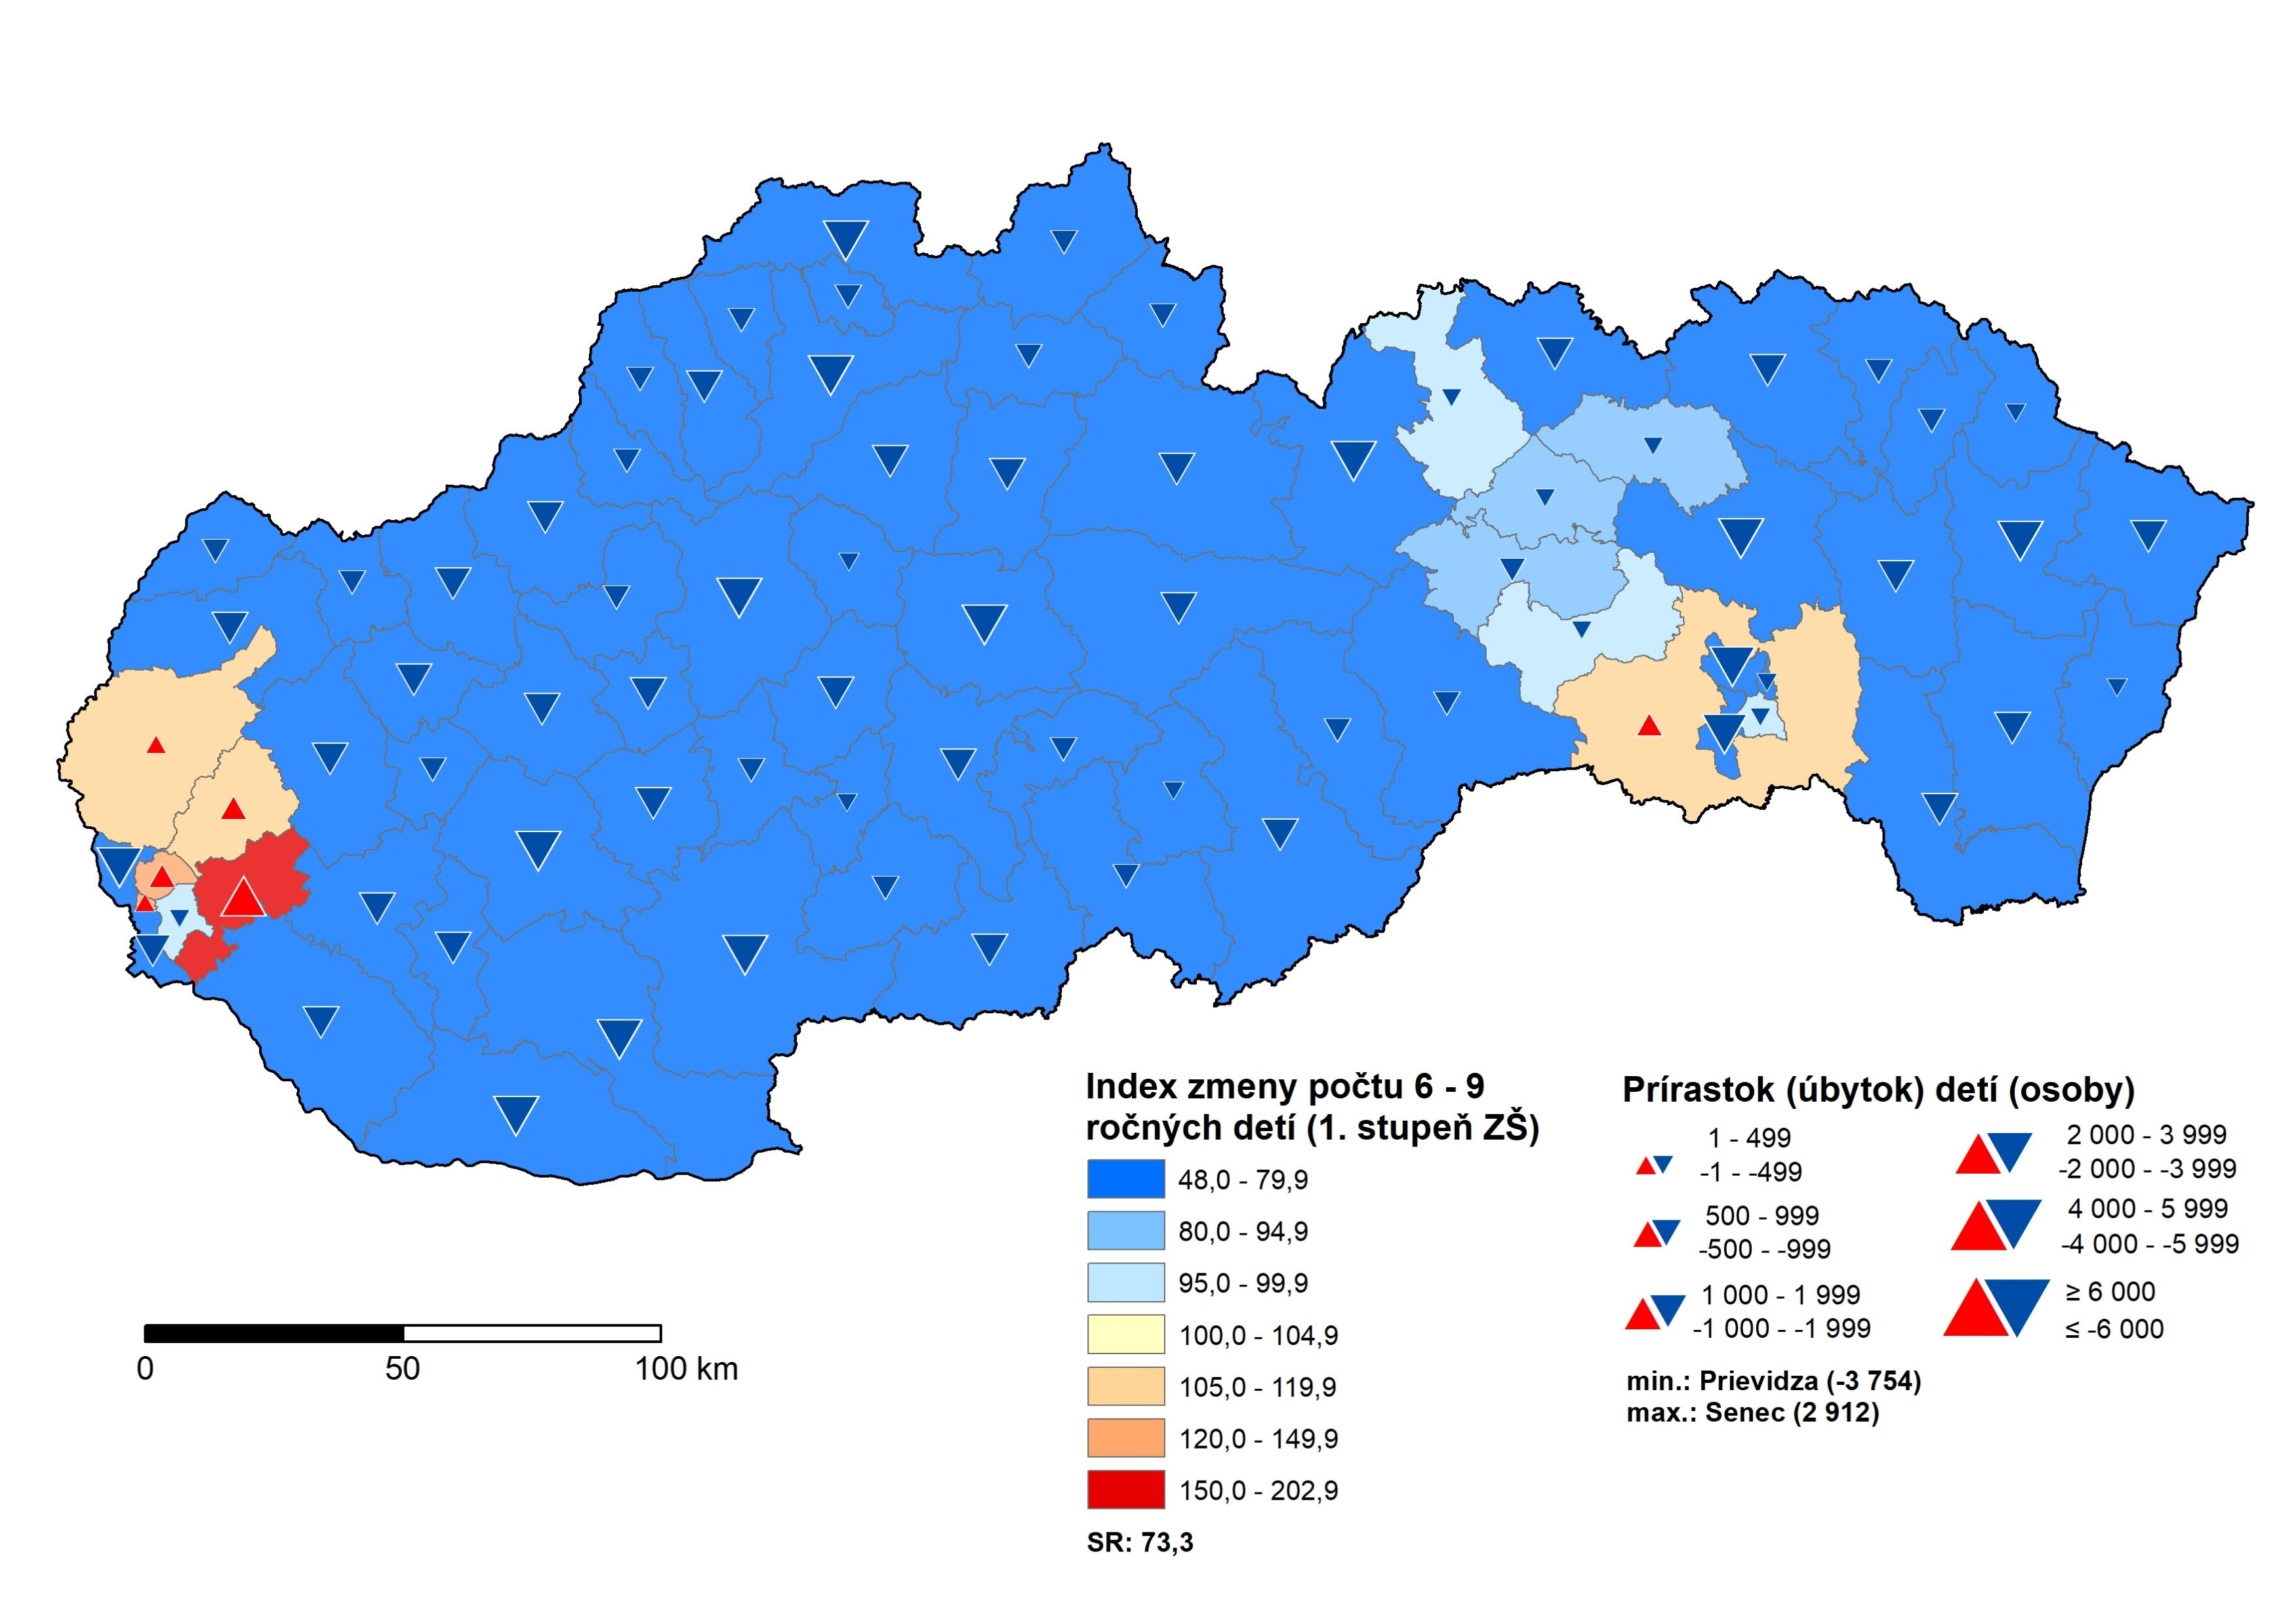 Index zmeny počtu 6 - 9
ročných detí (1. stupeň ZŠ)
48,0 - 79,9
80,0 - 94,9
95,0 - 99,9
100,0 - 104,9
105,0 - 119,9
120,0 - 149,9
150,0 - 202,9
SR: 73,3
Prírastok (úbytok) detí (osoby)
1 - 499
-1 - -499
500 - 999
-500 - -999
1 000 - 1 999
-1 000 - -1 999
2 000 - 3 999
-2 000 - -3 999
4 000 - 5 999
-4 000 - -5 999
≥ 6 000
≤ -6 000
min.: Prievidza (-3 754)
max.: Senec (2 912)
0 50 100 km